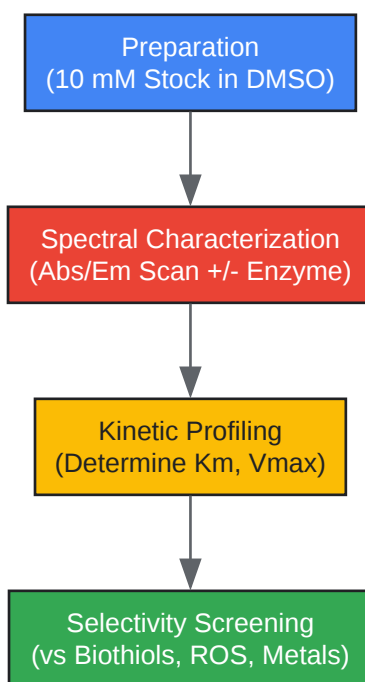 Preparation
(10 mM Stock in DMSO)
Spectral Characterization
(Abs/Em Scan +/- Enzyme)
Kinetic Profiling
(Determine Km, Vmax)
Selectivity Screening
(vs Biothiols, ROS, Metals)